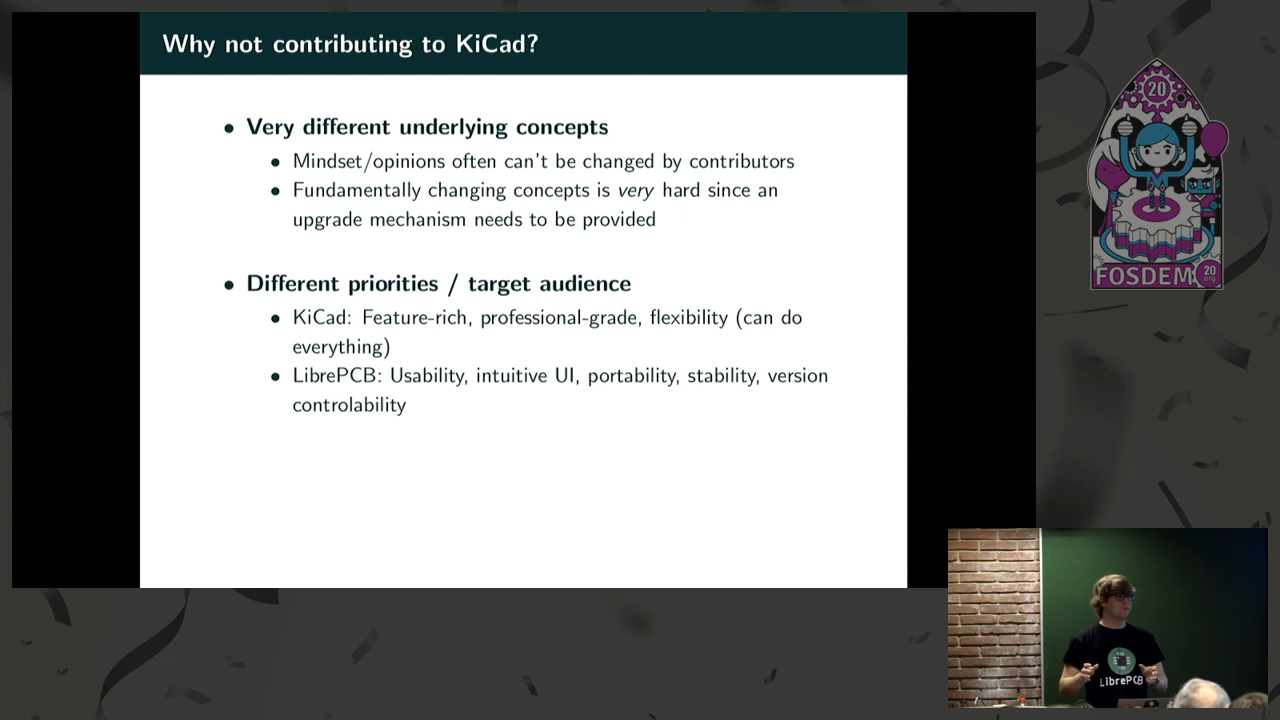 Why not contributing to KiCad?
• Very different underlying concepts
• Mindset/opinions often can't be changed by contributors
• Fundamentally changing concepts is very hard since an
upgrade mechanism needs to be provided
• Different priorities / target audience
• KiCad: Feature-rich, professional-grade, flexibility (can do
everything)
• LibrePCB: Usability, intuitive UI, portability, stability, version
controlability
20
FOSDEM
20
.org
LibrePCB